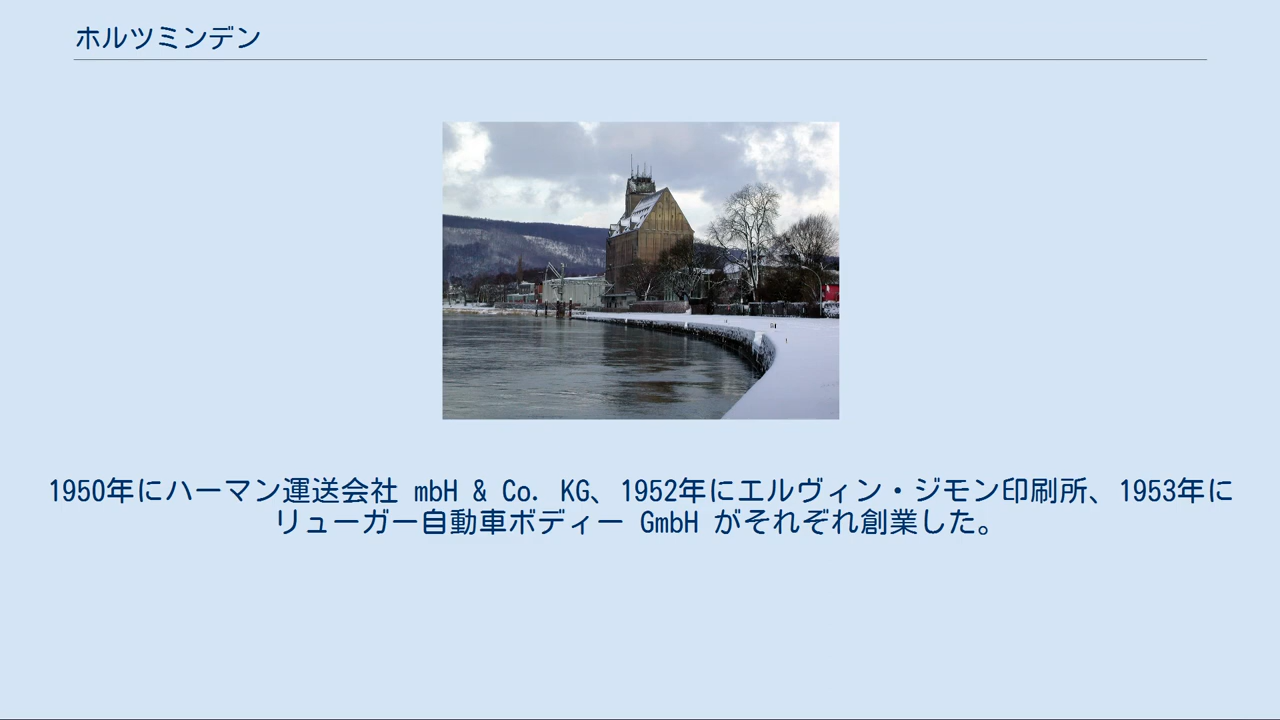 ホルツミンデン
1950年にハーマン運送会社 mbH & Co. KG、1952年にエルヴィン・ジモン印刷所、1953年に
リューガー自動車ボディー GmbH がそれぞれ創業した。